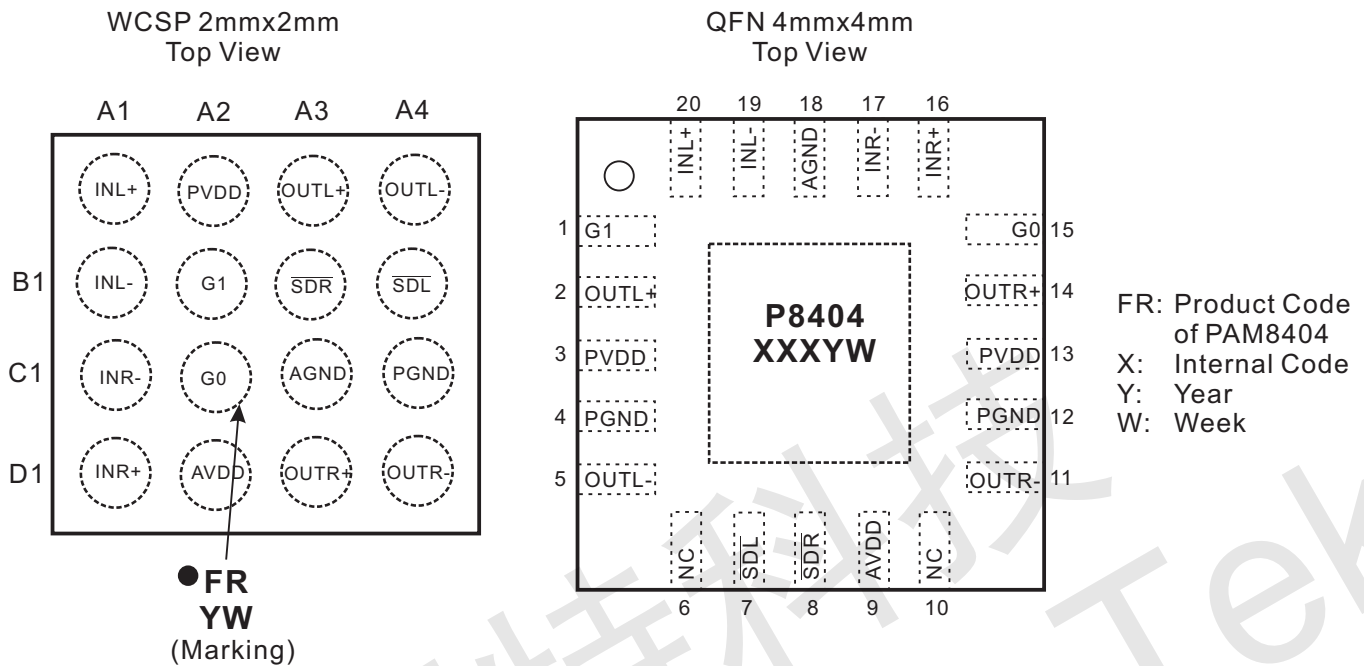 WCSP 2mmx2mm
Top View
A1 A2 A3 A4
INL+ PVDD OUTL+ OUTL-
B1 INL- G1 SDR SDL
C1 INR- G0 AGND PGND
D1 INR+ AVDD OUTR+ OUTR-
FR
YW
(Marking)
QFN 4mmx4mm
Top View
20 19 18 17 16
INL+ INL- AGND INR- INR+
1 G1
2 OUTL+
3 PVDD
4 PGND
5 OUTL-
P8404
XXXYW
G0 15
OUTR+ 14
PVDD 13
PGND 12
OUTR- 11
NC SDL SDR AVDD NC
6 7 8 9 10
FR: Product Code
of PAM8404
X: Internal Code
Y: Year
W: Week
特科技
Tek